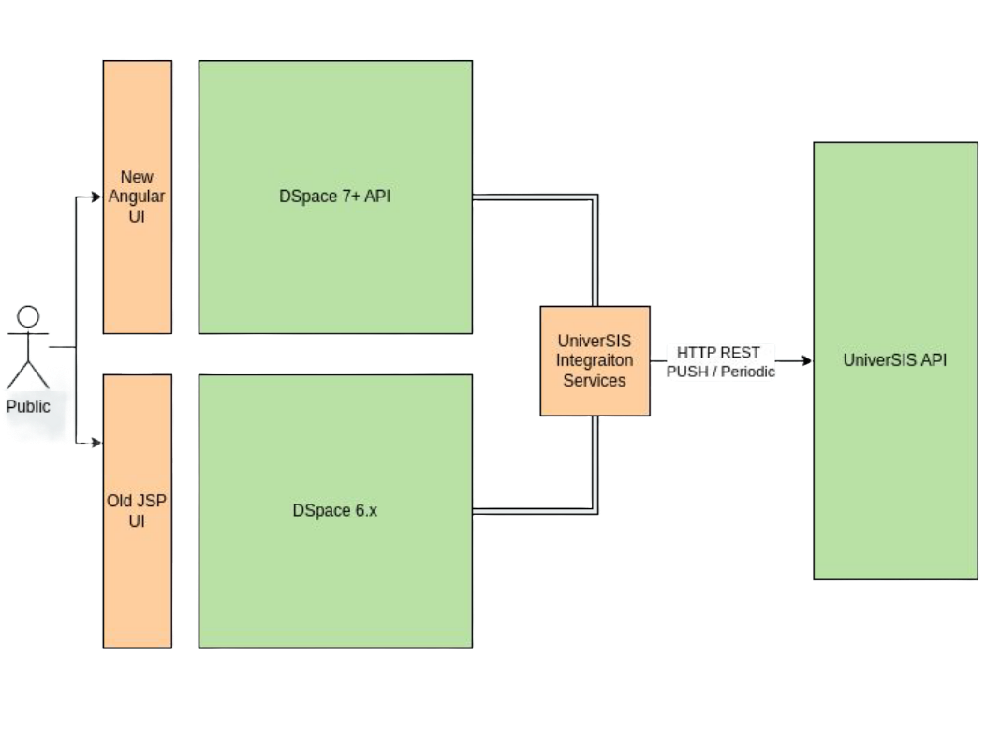 New
Angular
UI
DSpace 7+ API
Public
Old JSP
UI
DSpace 6.x
UniverSIS
Integraiton
Services
HTTP REST
PUSH / Periodic
UniverSIS API